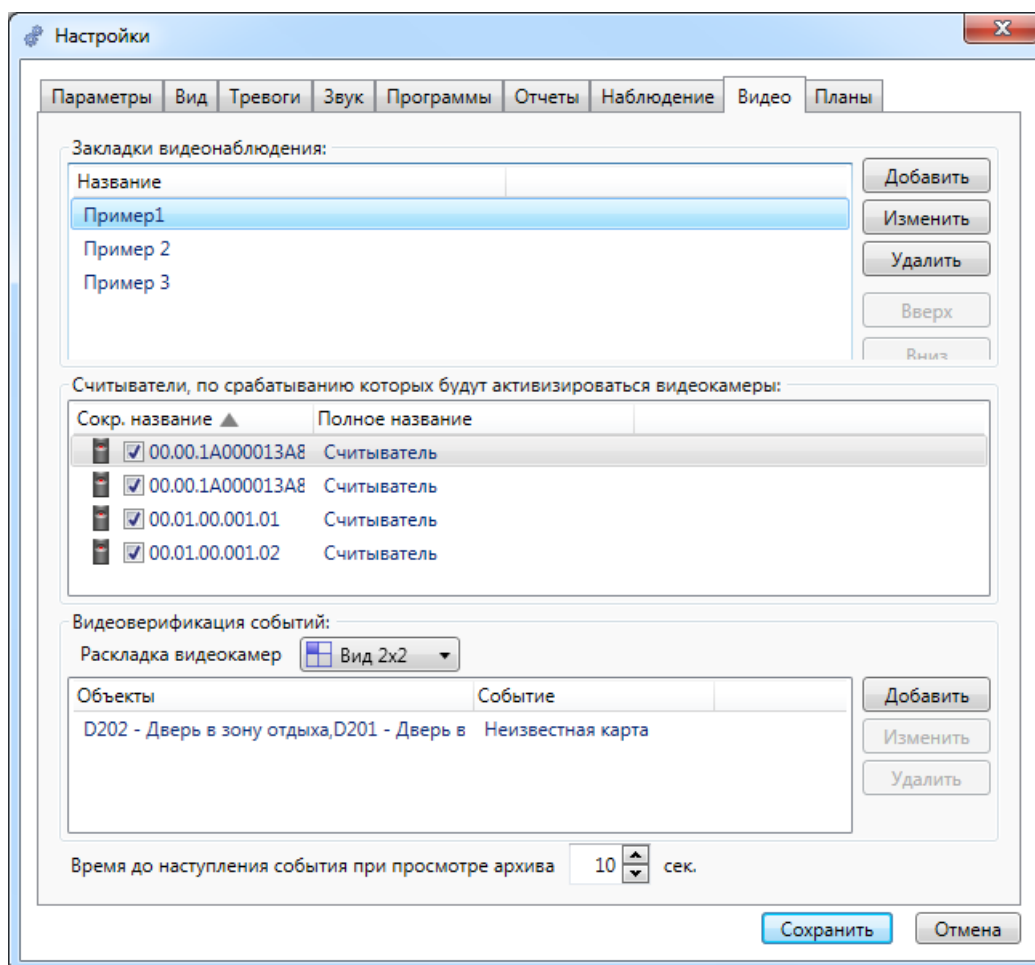 Настройки
Параметры Вид Тревоги Звук Программы Отчеты Наблюдение Видео Планы
Закладки видеонаблюдения:
Название
Добавить
Пример1
Изменить
Пример 2
Удалить
Пример 3
Вверх
Вниз
Считыватели, по срабатыванию которых будут активизироваться видеокамеры:
Сокр. название Полное название
00.00.1A000013A8 Считыватель
00.00.1A000013A8 Считыватель
00.01.00.001.01 Считыватель
00.01.00.001.02 Считыватель
Видеоверификация событий:
Раскладка видеокамер Вид 2x2
Объекты Событие
Добавить
D202 - Дверь в зону отдыха,D201 - Дверь в Неизвестная карта
Изменить
Удалить
Время до наступления события при просмотре архива 10 сек.
Сохранить Отмена